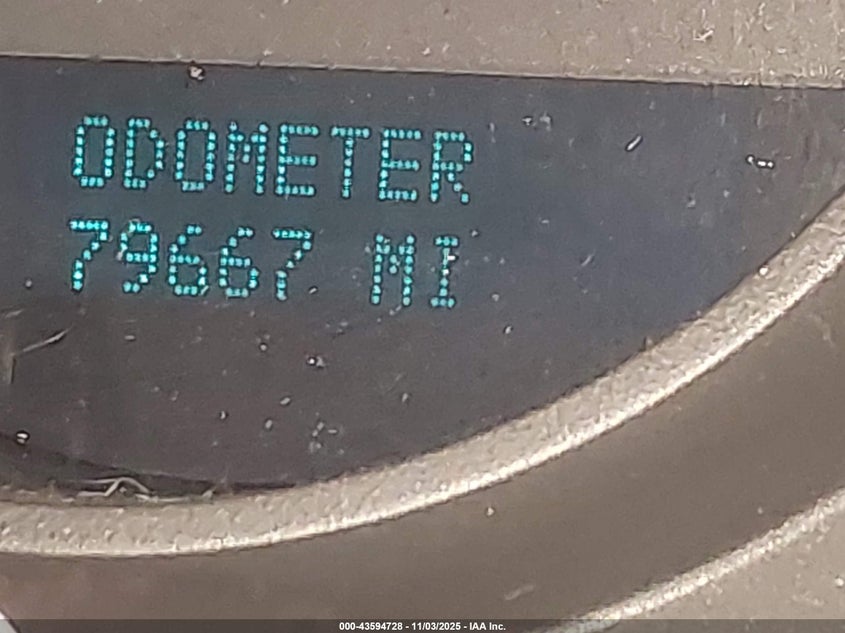 ODOMETER
79667 MI
000-43594728 - 11/03/2025 - IAA Inc.